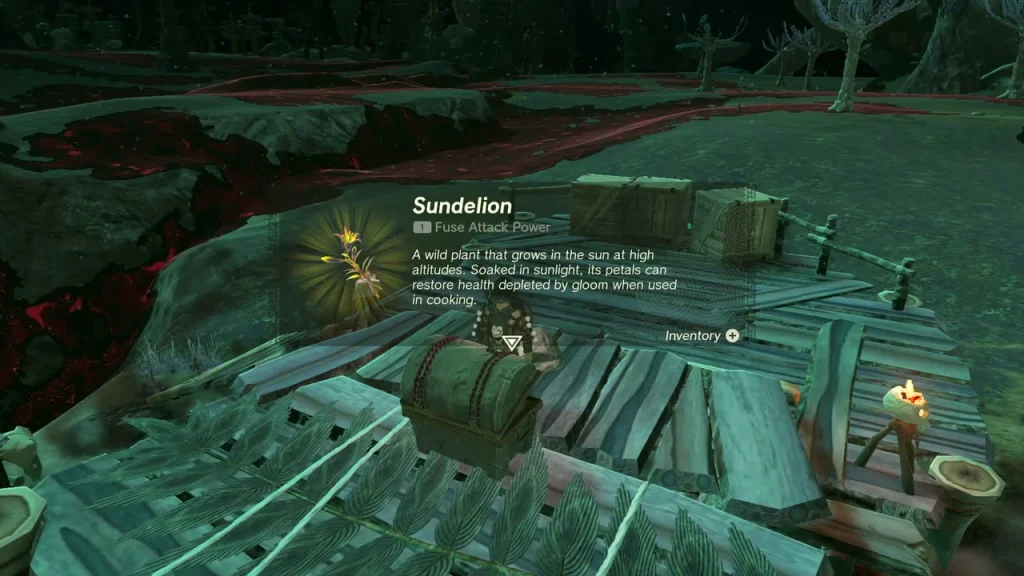 Sundelion
1 Fuse Attack Power
A wild plant that grows in the sun at high
altitudes. Soaked in sunlight, its petals can
restore health depleted by gloom when used
in cooking.
Inventory